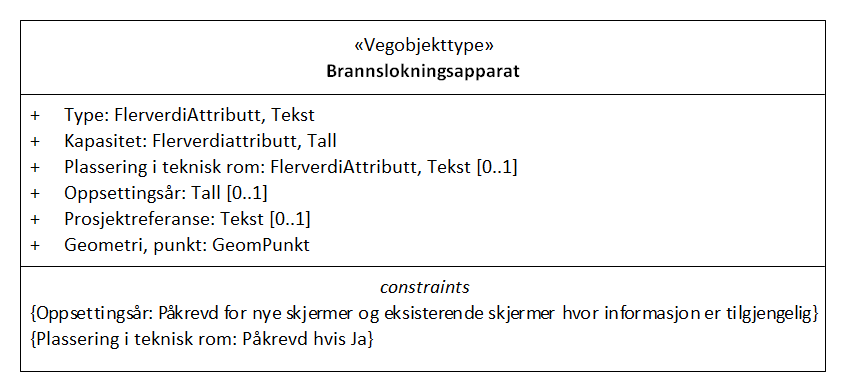 «Vegobjekttype»
Brannslokningsapparat
+ Type: FlerverdiAttributt, Tekst
+ Kapasitet: Flerverdiattributt, Tall
+ Plassering i teknisk rom: FlerverdiAttributt, Tekst [0..1]
+ Oppsettingsår: Tall [0..1]
+ Prosjektreferanse: Tekst [0..1]
+ Geometri, punkt: GeomPunkt
constraints
{Oppsettingsår: Påkrevd for nye skjermer og eksisterende skjermer hvor informasjon er tilgjengelig}
{Plassering i teknisk rom: Påkrevd hvis Ja}